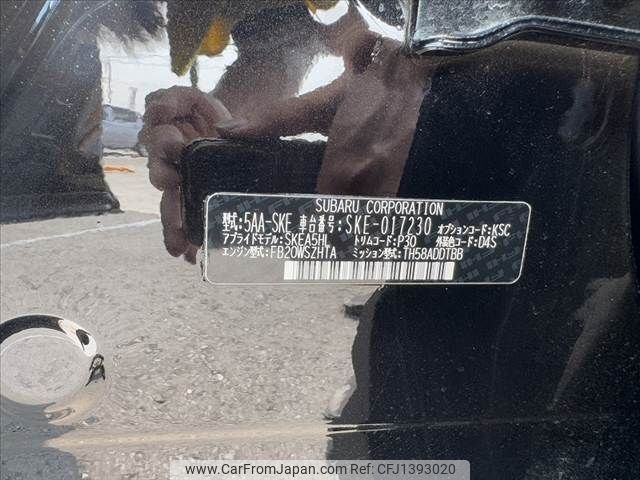 SUBARU CORPORATION
型式:5AA-SKE 車台番号:SKE-017230 オプションコード:KSC
アプライドモデル:SKEA5HL トリムコード:P30 外装色コード:D4S
エンジン型式:FB20WSZHTA ミッション型式:TH58ADDTBB
www.CarFromJapan.com - CFJ1393020